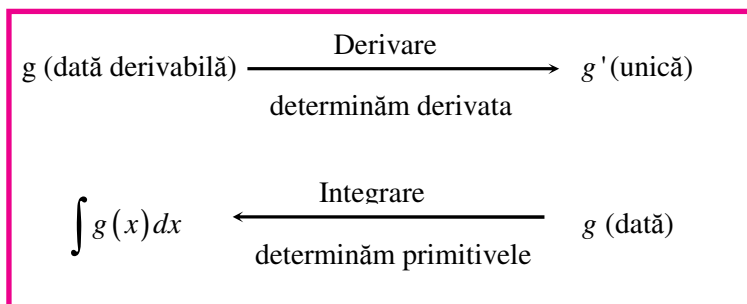 Derivare
g (dată derivabilă) g'(unică)
determinăm derivata
Integrare
∫g(x)dx g (dată)
determinăm primitivele